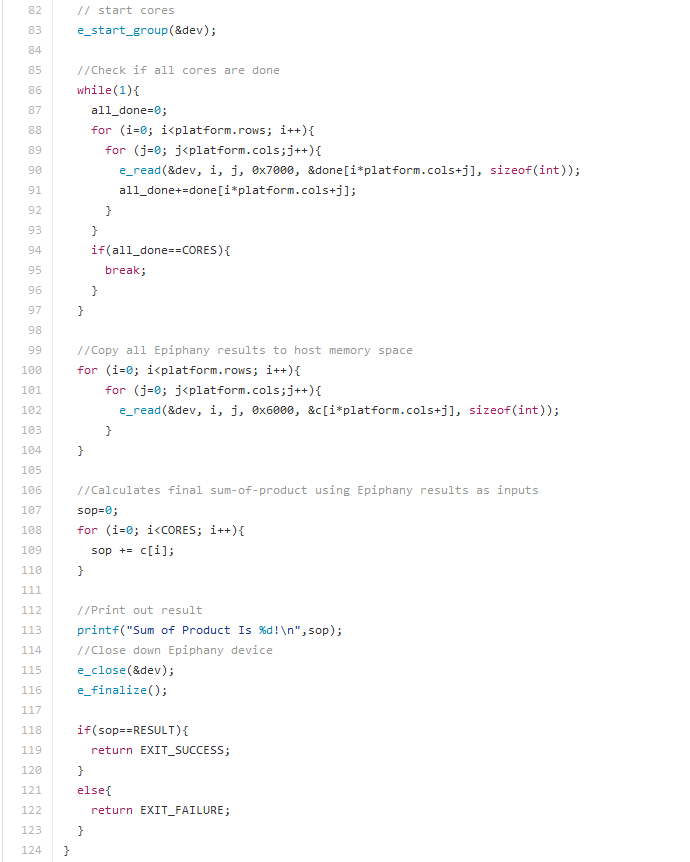 82 // start cores
83 e_start_group(&dev);
84
85 //Check if all cores are done
86 while(1){
87 all_done=0;
88 for (i=0; i<platform.rows; i++){
89 for (j=0; j<platform.cols;j++){
90 e_read(&dev, i, j, 0x7000, &done[i*platform.cols+j], sizeof(int));
91 all_done+=done[i*platform.cols+j];
92 }
93 }
94 if(all_done==CORES){
95 break;
96 }
97 }
98
99 //Copy all Epiphany results to host memory space
100 for (i=0; i<platform.rows; i++){
101 for (j=0; j<platform.cols;j++){
102 e_read(&dev, i, j, 0x6000, &c[i*platform.cols+j], sizeof(int));
103 }
104 }
105
106 //Calculates final sum-of-product using Epiphany results as inputs
107 sop=0;
108 for (i=0; i<CORES; i++){
109 sop += c[i];
110 }
111
112 //Print out result
113 printf("Sum of Product Is %d!\n",sop);
114 //Close down Epiphany device
115 e_close(&dev);
116 e_finalize();
117
118 if(sop==RESULT){
119 return EXIT_SUCCESS;
120 }
121 else{
122 return EXIT_FAILURE;
123 }
124 }